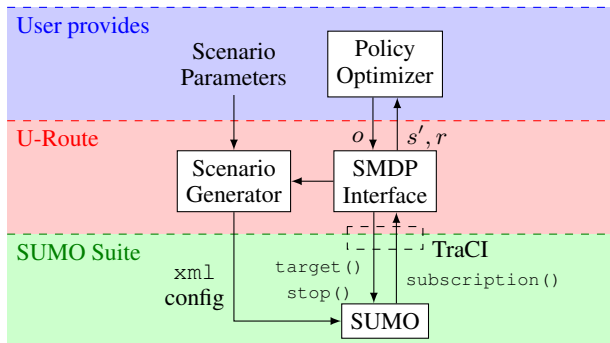 User provides
Scenario
Parameters
Policy
Optimizer
U-Route
o
s′, r
Scenario
Generator
SMDP
Interface
SUMO Suite
TraCI
xml
config
target()
stop()
subscription()
SUMO